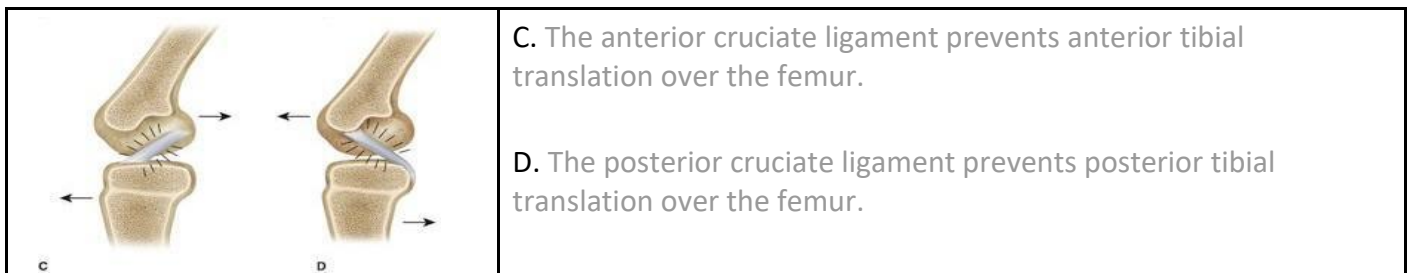 C. The anterior cruciate ligament prevents anterior tibial
translation over the femur.
D. The posterior cruciate ligament prevents posterior tibial
translation over the femur.
C
D